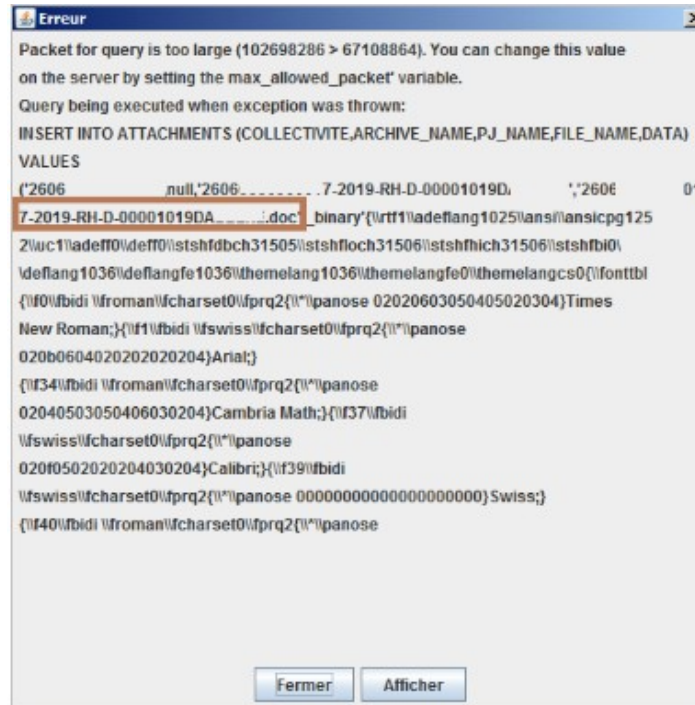 Erreur
Packet for query is too large (102698286 > 67108864). You can change this value
on the server by setting the max_allowed_packet' variable.
Query being executed when exception was thrown:
INSERT INTO ATTACHMENTS (COLLECTIVITE,ARCHIVE_NAME,PJ_NAME,FILE_NAME,DATA)
VALUES
('2606 ,null,'2606 7-2019-RH-D-00001019D ','2606 01
7-2019-RH-D-00001019DA .doc' _binary'{\\rtf1\\adeflang1025\\ansi\\ansicpg125
2\\uc1\\adeff0\\deff0\\stshfdbch31505\\stshfloch31506\\stshfhich31506\\stshfbi0\
\deflang1036\\deflangfe1036\\themelang1036\\themelangfe0\\themelangcs0{\\fonttbl
{\\f0\\fbidi \\froman\\fcharset0\\fprq2{\\*\\panose 02020603050405020304}Times
New Roman;}{\\f1\\fbidi \\fswiss\\fcharset0\\fprq2{\\*\\panose
020b0604020202020204}Arial;}
{\\f34\\fbidi \\froman\\fcharset0\\fprq2{\\*\\panose
02040503050406030204}Cambria Math;}{\\f37\\fbidi
\\fswiss\\fcharset0\\fprq2{\\*\\panose
020f0502020204030204}Calibri;}{\\f39\\fbidi
\\fswiss\\fcharset0\\fprq2{\\*\\panose 00000000000000000000}Swiss;}
{\\f40\\fbidi \\froman\\fcharset0\\fprq2{\\*\\panose
Fermer Afficher